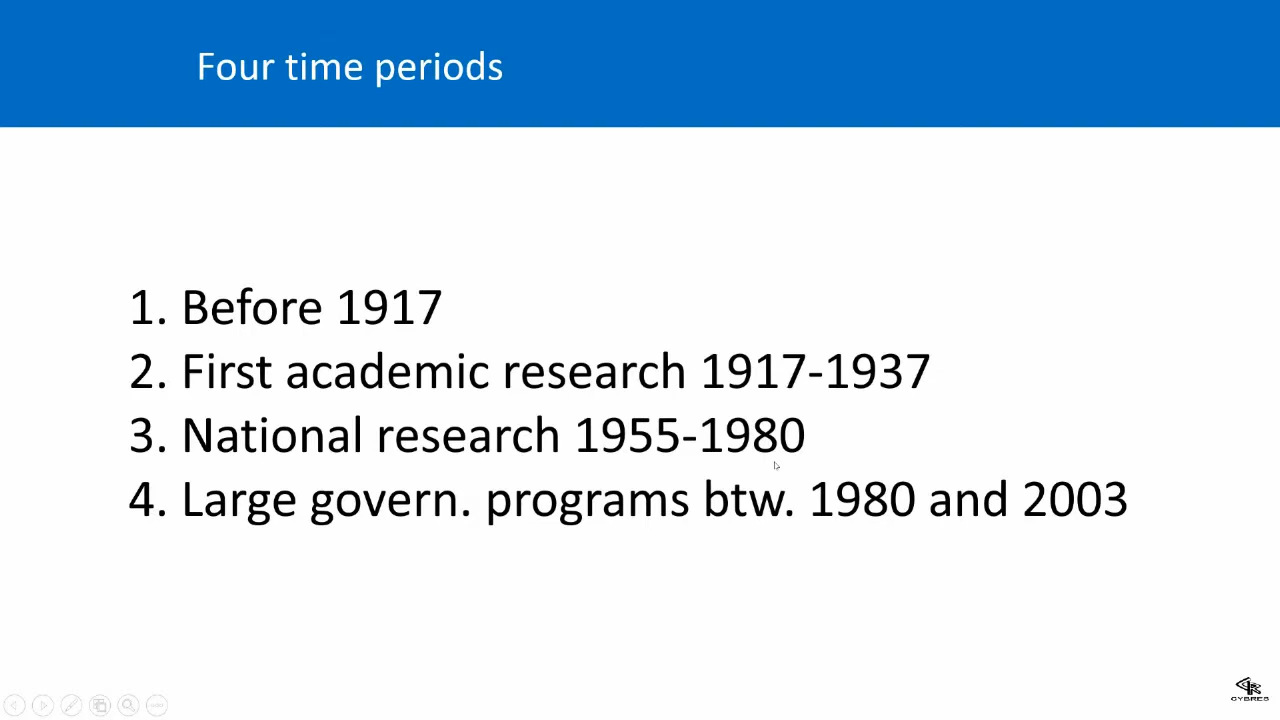 Four time periods
1. Before 1917
2. First academic research 1917-1937
3. National research 1955-1980
4. Large govern. programs btw. 1980 and 2003
CYBRES